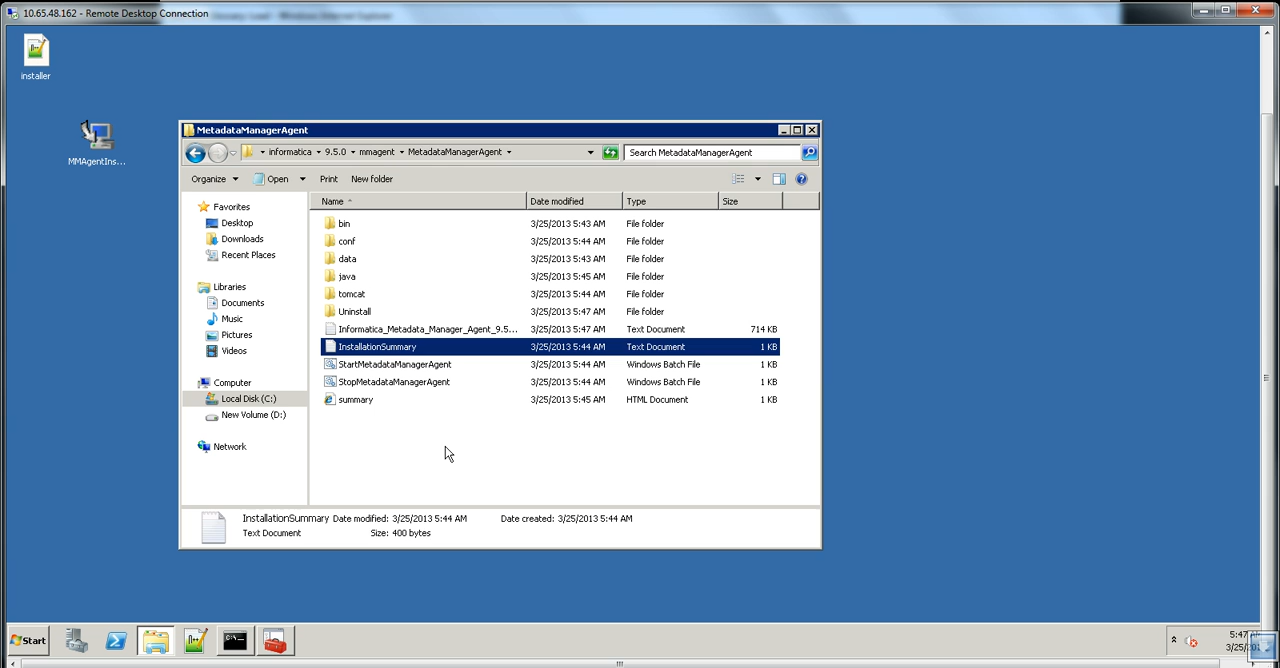 10.65.48.162 - Remote Desktop Connection
installer
MMAgentIns...
MetadataManagerAgent
informatica 9.5.0 mmagent MetadataManagerAgent
Search MetadataManagerAgent
Organize Open Print New folder
Name Date modified Type Size
Favorites
Desktop
Downloads
Recent Places
Libraries
Documents
Music
Pictures
Videos
Computer
Local Disk (C:)
New Volume (D:)
Network
bin 3/25/2013 5:43 AM File folder
conf 3/25/2013 5:44 AM File folder
data 3/25/2013 5:43 AM File folder
java 3/25/2013 5:45 AM File folder
tomcat 3/25/2013 5:44 AM File folder
Uninstall 3/25/2013 5:47 AM File folder
Informatica_Metadata_Manager_Agent_9.5... 3/25/2013 5:47 AM Text Document 714 KB
InstallationSummary 3/25/2013 5:44 AM Text Document 1 KB
StartMetadataManagerAgent 3/25/2013 5:44 AM Windows Batch File 1 KB
StopMetadataManagerAgent 3/25/2013 5:44 AM Windows Batch File 1 KB
summary 3/25/2013 5:45 AM HTML Document 1 KB
InstallationSummary Date modified: 3/25/2013 5:44 AM Date created: 3/25/2013 5:44 AM
Text Document Size: 400 bytes
Start
5:47
3/25/